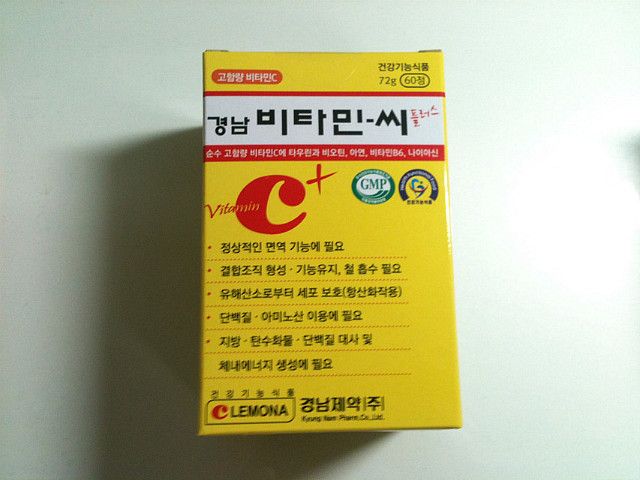 고함량 비타민C
건강기능식품
72g 60정
경남 비타민-씨 플러스
순수 고함량 비타민C에 타우린과 비오틴, 아연, 비타민B6, 나이아신
Vitamin C+
GMP
건강기능식품
· 정상적인 면역 기능에 필요
· 결합조직 형성 · 기능유지, 철 흡수 필요
· 유해산소로부터 세포 보호(항산화작용)
· 단백질 · 아미노산 이용에 필요
· 지방 · 탄수화물 · 단백질 대사 및
체내에너지 생성에 필요
건강기능식품
C LEMONA 경남제약(주)
Kyung Nam Pharm.Co.,Ltd.